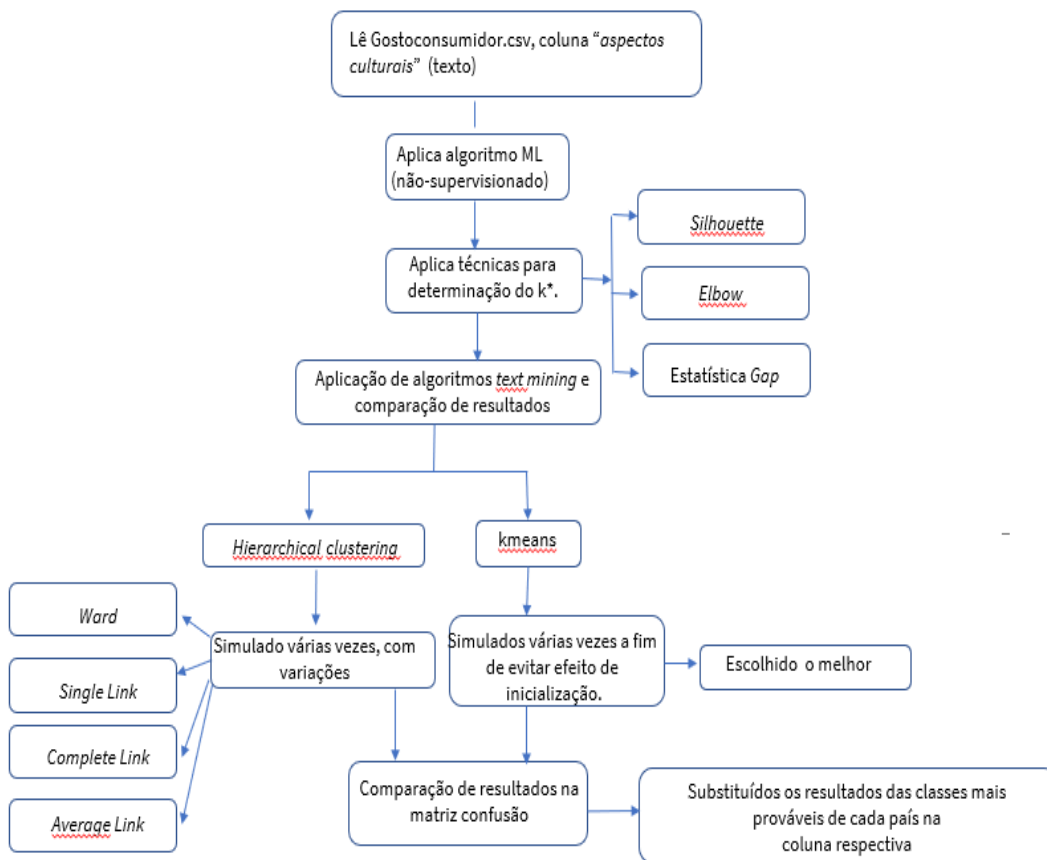 Lê Gostoconsumidor.csv, coluna “aspectos
culturais” (texto)
Aplica algoritmo ML
(não-supervisionado)
Silhouette
Aplica técnicas para
determinação do k*.
Elbow
Estatística Gap
Aplicação de algoritmos text mining e
comparação de resultados
Hierarchical clustering
kmeans
Ward
Single Link
Complete Link
Average Link
Simulado várias vezes, com
variações
Simulados várias vezes a fim
de evitar efeito de
inicialização.
Escolhido o melhor
Comparação de resultados na
matriz confusão
Substituídos os resultados das classes mais
prováveis de cada país na
coluna respectiva